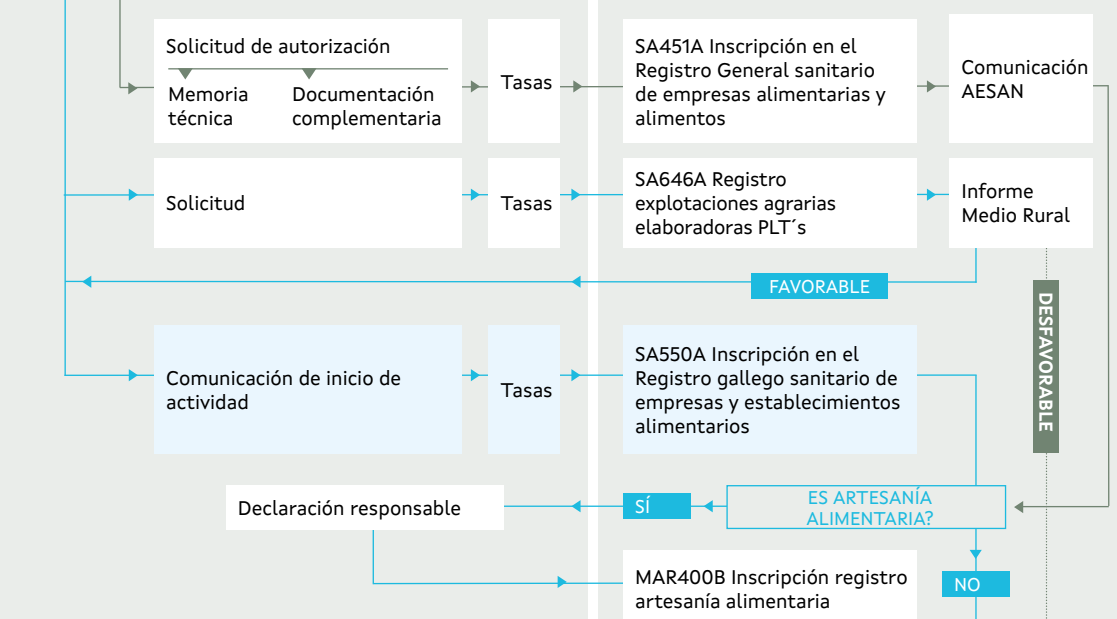 Solicitud de autorización
Memoria
técnica
Documentación
complementaria
Tasas
SA451A Inscripción en el
Registro General sanitario
de empresas alimentarias y
alimentos
Comunicación
AESAN
Solicitud
Tasas
SA646A Registro
explotaciones agrarias
elaboradoras PLT´s
Informe
Medio Rural
FAVORABLE
DESFAVORABLE
Comunicación de inicio de
actividad
Tasas
SA550A Inscripción en el
Registro gallego sanitario de
empresas y establecimientos
alimentarios
Declaración responsable
SÍ
ES ARTESANÍA
ALIMENTARIA?
MAR400B Inscripción registro
artesanía alimentaria
NO